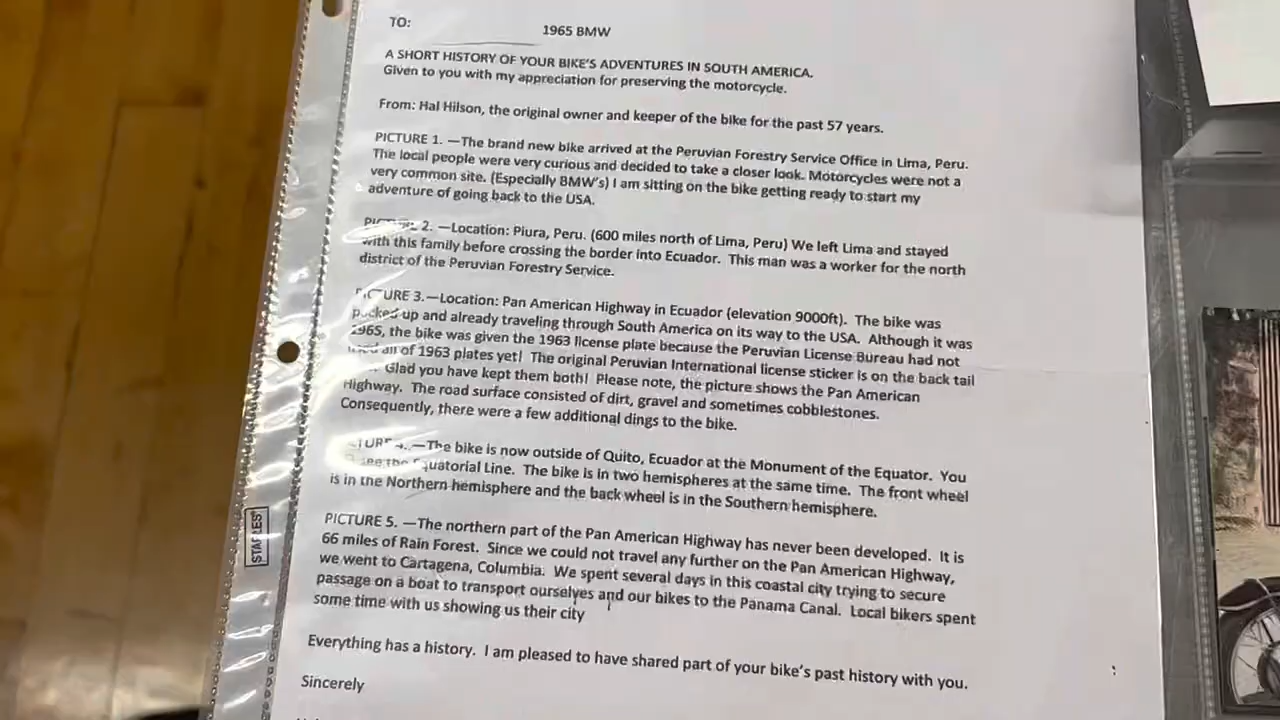 TO:
1965 BMW
A SHORT HISTORY OF YOUR BIKE'S ADVENTURES IN SOUTH AMERICA.
Given to you with my appreciation for preserving the motorcycle.
From: Hal Hilson, the original owner and keeper of the bike for the past 57 years.
PICTURE 1. —The brand new bike arrived at the Peruvian Forestry Service Office in Lima, Peru.
The local people were very curious and decided to take a closer look. Motorcycles were not a
very common site. (Especially BMW's) I am sitting on the bike getting ready to start my
adventure of going back to the USA.
2. —Location: Piura, Peru. (600 miles north of Lima, Peru) We left Lima and stayed
with this family before crossing the border into Ecuador. This man was a worker for the north
district of the Peruvian Forestry Service.
PICTURE 3.—Location: Pan American Highway in Ecuador (elevation 9000ft). The bike was
packed up and already traveling through South America on its way to the USA. Although it was
1965, the bike was given the 1963 license plate because the Peruvian License Bureau had not
all of 1963 plates yet! The original Peruvian International license sticker is on the back tail
Glad you have kept them both! Please note, the picture shows the Pan American
Highway. The road surface consisted of dirt, gravel and sometimes cobblestones.
Consequently, there were a few additional dings to the bike.
—The bike is now outside of Quito, Ecuador at the Monument of the Equator. You
see the Equatorial Line. The bike is in two hemispheres at the same time. The front wheel
is in the Northern hemisphere and the back wheel is in the Southern hemisphere.
PICTURE 5. —The northern part of the Pan American Highway has never been developed. It is
66 miles of Rain Forest. Since we could not travel any further on the Pan American Highway,
we went to Cartagena, Columbia. We spent several days in this coastal city trying to secure
passage on a boat to transport ourselves and our bikes to the Panama Canal. Local bikers spent
some time with us showing us their city
Everything has a history. I am pleased to have shared part of your bike's past history with you.
Sincerely
STAPLES